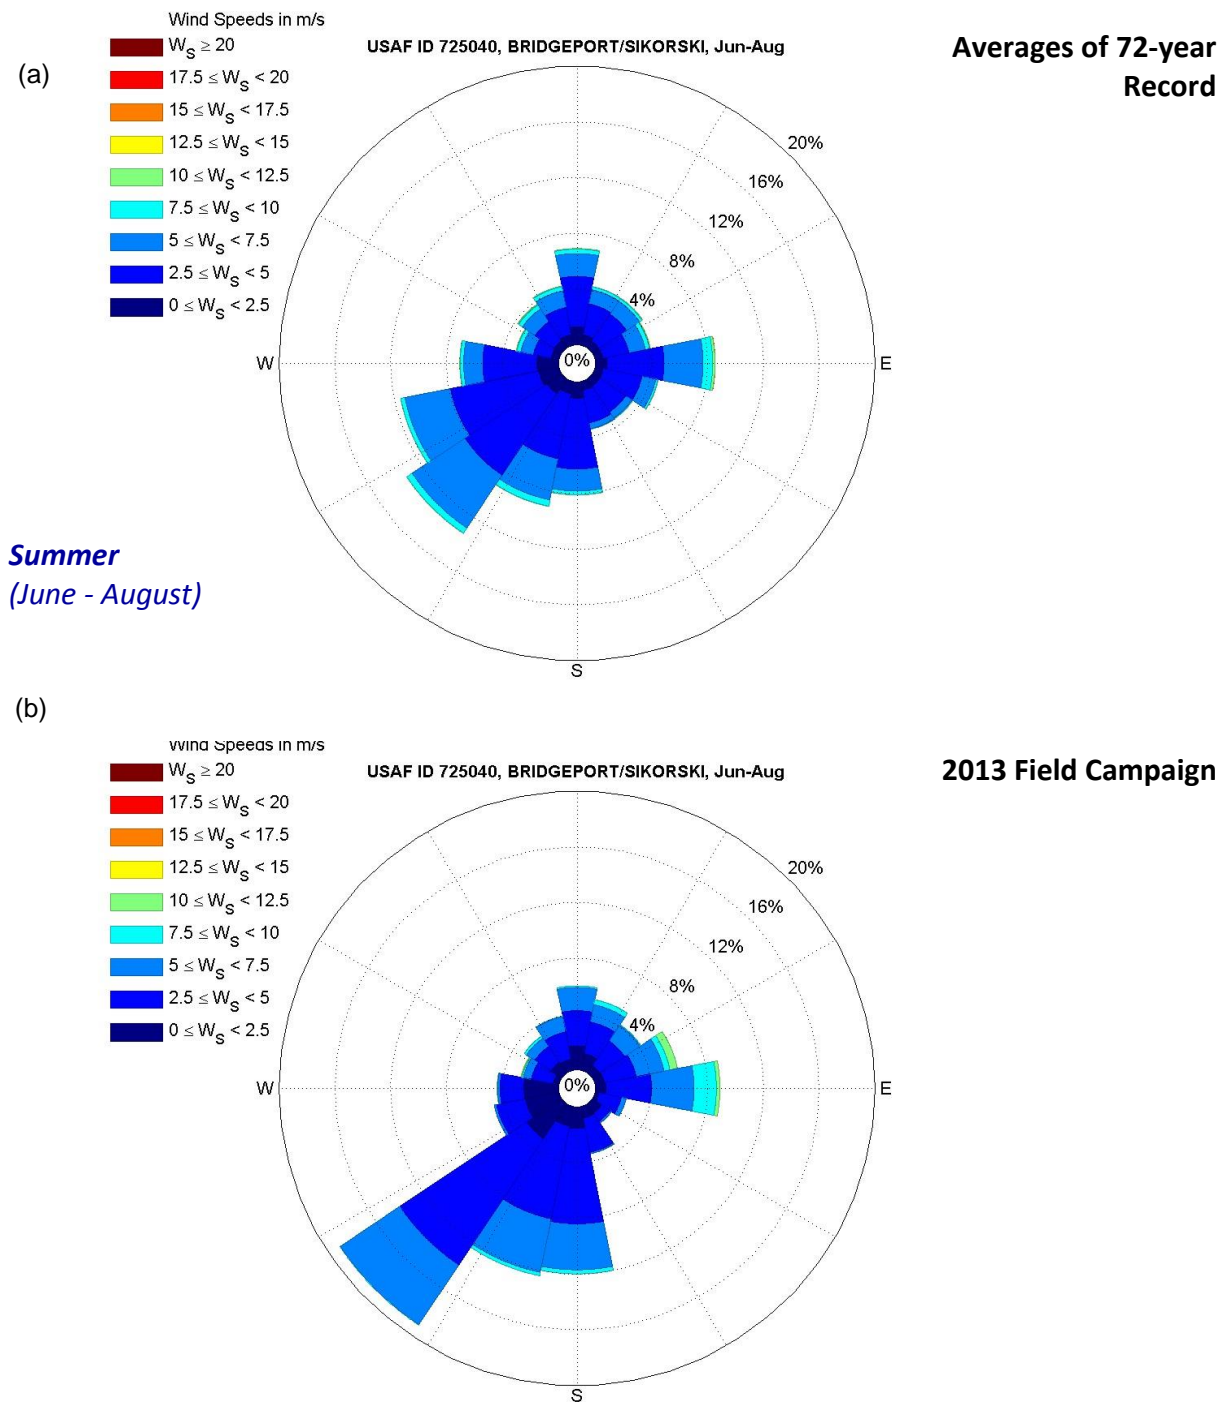 Wind Speeds in m/s
W_S ≥ 20
17.5 ≤ W_S < 20
15 ≤ W_S < 17.5
12.5 ≤ W_S < 15
10 ≤ W_S < 12.5
7.5 ≤ W_S < 10
5 ≤ W_S < 7.5
2.5 ≤ W_S < 5
0 ≤ W_S < 2.5
(a)
USAF ID 725040, BRIDGEPORT/SIKORSKI, Jun-Aug
Averages of 72-year
Record
20%
16%
12%
8%
4%
0%
W
E
S
Summer
(June - August)
(b)
Wind Speeds in m/s
W_S ≥ 20
17.5 ≤ W_S < 20
15 ≤ W_S < 17.5
12.5 ≤ W_S < 15
10 ≤ W_S < 12.5
7.5 ≤ W_S < 10
5 ≤ W_S < 7.5
2.5 ≤ W_S < 5
0 ≤ W_S < 2.5
USAF ID 725040, BRIDGEPORT/SIKORSKI, Jun-Aug
2013 Field Campaign
20%
16%
12%
8%
4%
0%
W
E
S